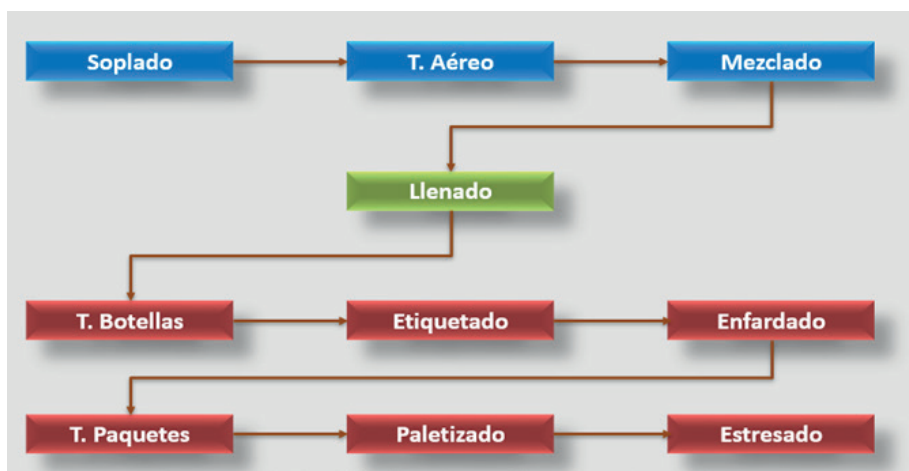 Soplado
T. Aéreo
Mezclado
Llenado
T. Botellas
Etiquetado
Enfardado
T. Paquetes
Paletizado
Estresado